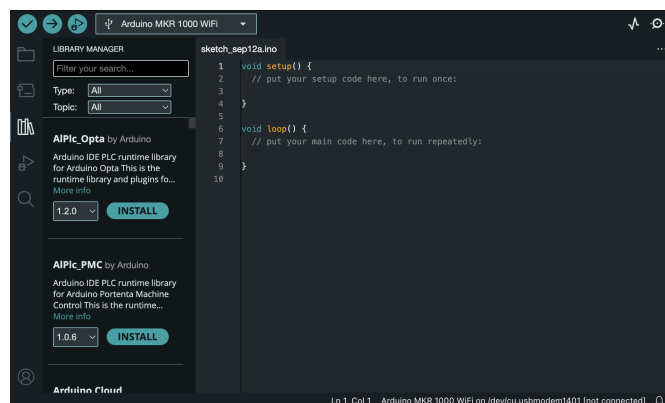 Arduino MKR 1000 WiFi
LIBRARY MANAGER
Filter your search...
Type: All
Topic: All
AlPlc_Opta by Arduino
Arduino IDE PLC runtime library
for Arduino Opta This is the
runtime library and plugins fo...
More info
1.2.0 INSTALL
AlPlc_PMC by Arduino
Arduino IDE PLC runtime library
for Arduino Portenta Machine
Control This is the runtime...
More info
1.0.6 INSTALL
Arduino Cloud
sketch_sep12a.ino
1 void setup() {
2 // put your setup code here, to run once:
3
4 }
5
6 void loop() {
7 // put your main code here, to run repeatedly:
8
9 }
10
Ln 1, Col 1 Arduino MKR 1000 WiFi on /dev/cu.usbmodem1401 [not connected]